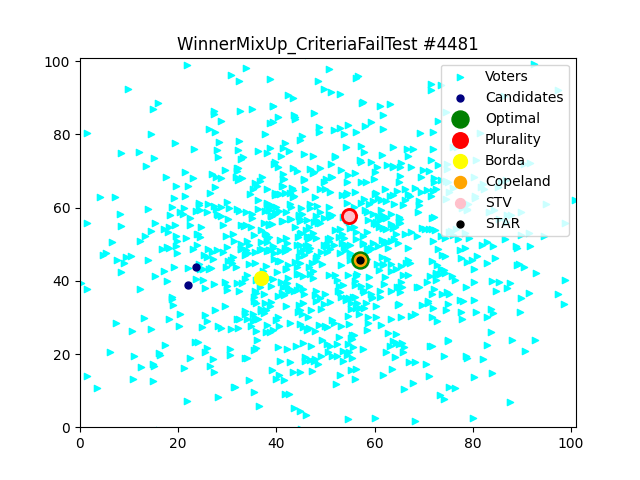 WinnerMixUp_CriteriaFailTest #4481
100
80
60
40
20
0
0
20
40
60
80
100
Voters
Candidates
Optimal
Plurality
Borda
Copeland
STV
STAR